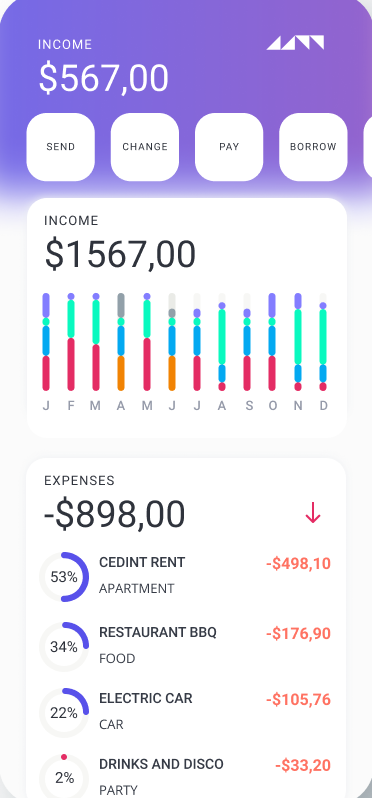 INCOME
$567,00
SEND CHANGE PAY BORROW
INCOME
$1567,00
J F M A M J J A S O N D
EXPENSES
-$898,00
53% CEDINT RENT -$498,10
APARTMENT
34% RESTAURANT BBQ -$176,90
FOOD
22% ELECTRIC CAR -$105,76
CAR
2% DRINKS AND DISCO -$33,20
PARTY